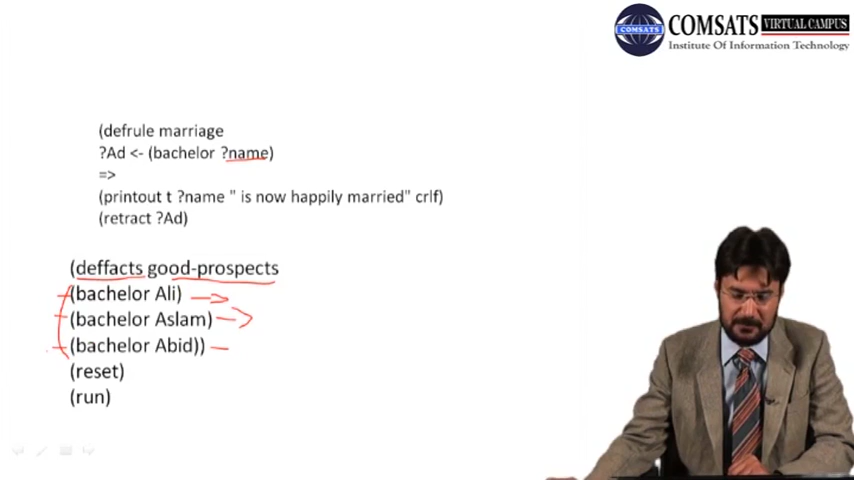 COMSATS VIRTUAL CAMPUS
COMSATS
Institute Of Information Technology
(defrule marriage
?Ad <- (bachelor ?name)
=>
(printout t ?name " is now happily married" crlf)
(retract ?Ad)
(deffacts good-prospects
(bachelor Ali)
(bachelor Aslam)
(bachelor Abid))
(reset)
(run)